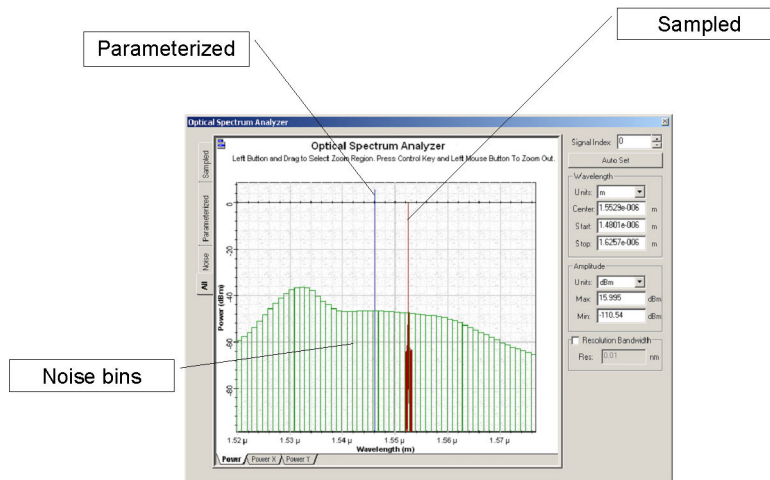 Parameterized
Sampled
Optical Spectrum Analyzer
Optical Spectrum Analyzer
Left Button and Drag to Select Zoom Region. Press Control Key and Left Mouse Button To Zoom Out.
Signal Index: 0
Auto Set
Wavelength
Units: m
Center: 1.5529e-006 m
Start: 1.4801e-006 m
Stop: 1.6257e-006 m
Amplitude
Units: dBm
Max: 15.995 dBm
Min: -110.54 dBm
Resolution Bandwidth
Res: 0.01 nm
Sampled
Parameterized
Noise
All
Power (dBm)
0
-20
-40
-60
-80
Noise bins
1.52 µ 1.53 µ 1.54 µ 1.55 µ 1.56 µ 1.57 µ
Wavelength (m)
Power Power X Power Y